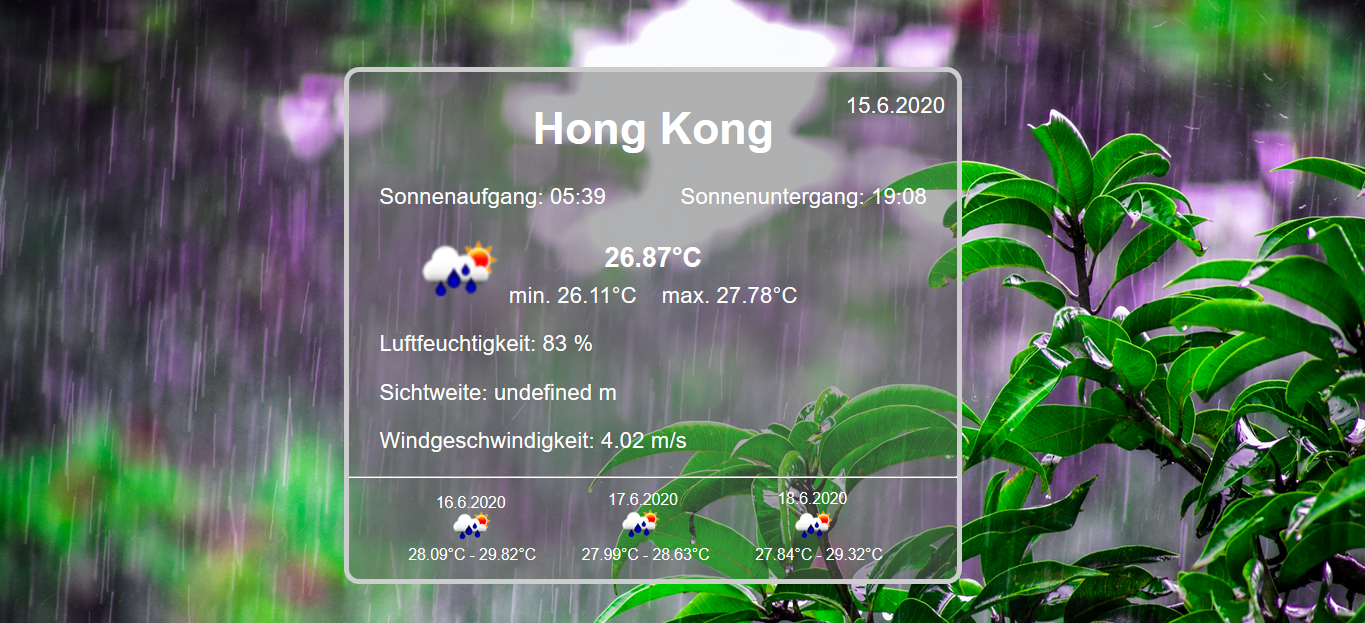 15.6.2020
Hong Kong
Sonnenaufgang: 05:39 Sonnenuntergang: 19:08
26.87°C
min. 26.11°C max. 27.78°C
Luftfeuchtigkeit: 83 %
Sichtweite: undefined m
Windgeschwindigkeit: 4.02 m/s
16.6.2020 17.6.2020 18.6.2020
28.09°C - 29.82°C 27.99°C - 28.63°C 27.84°C - 29.32°C